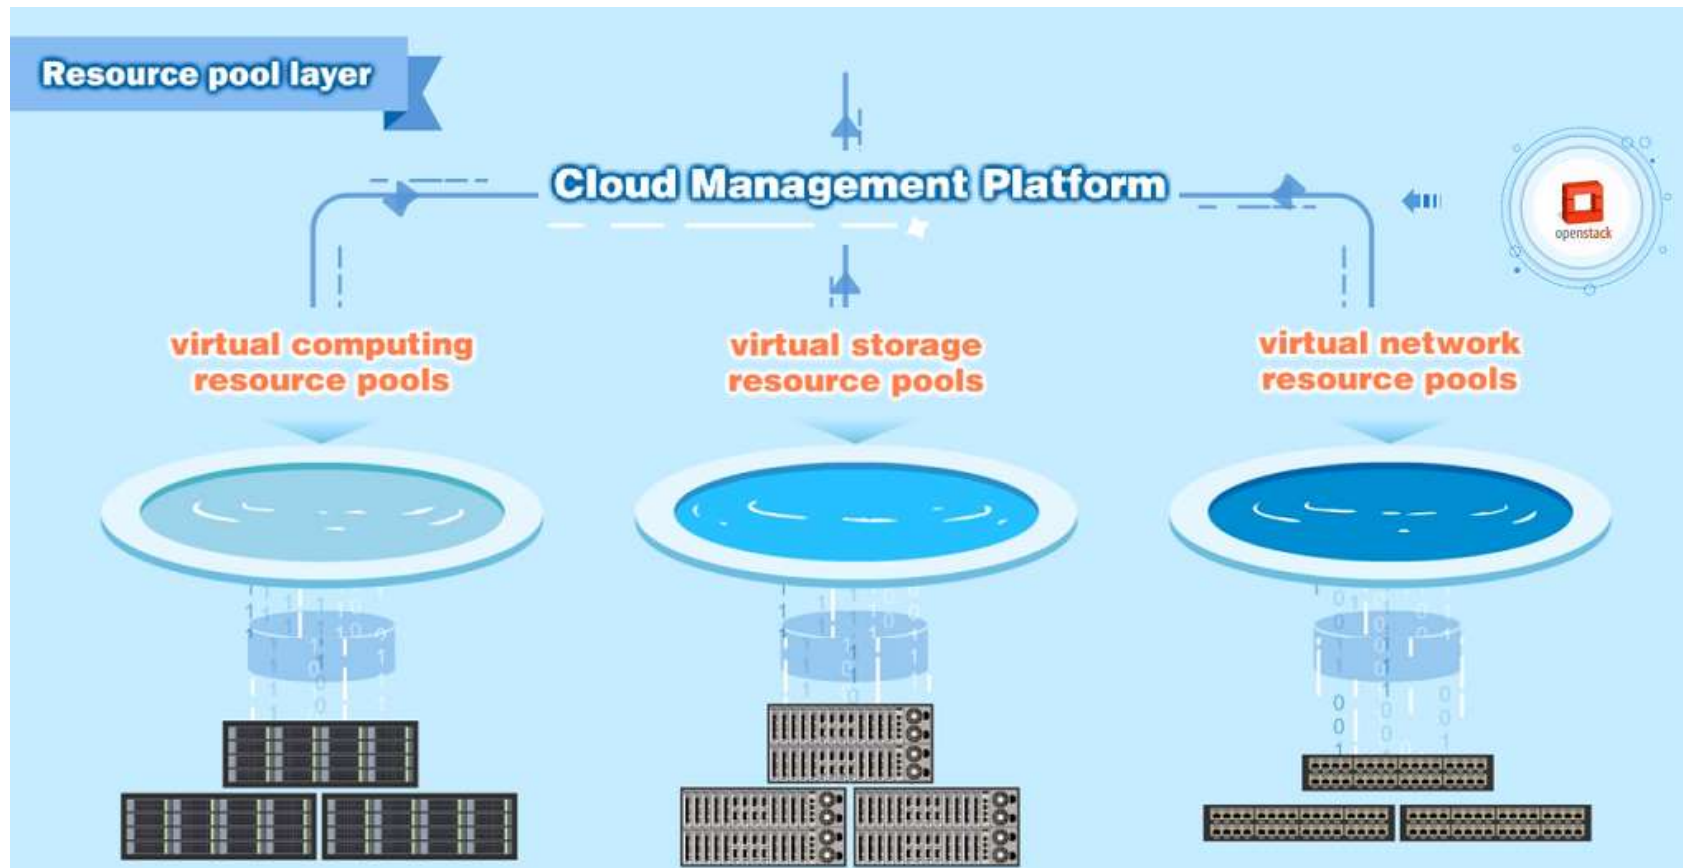 Resource pool layer
Cloud Management Platform
openstack
virtual computing
resource pools
virtual storage
resource pools
virtual network
resource pools